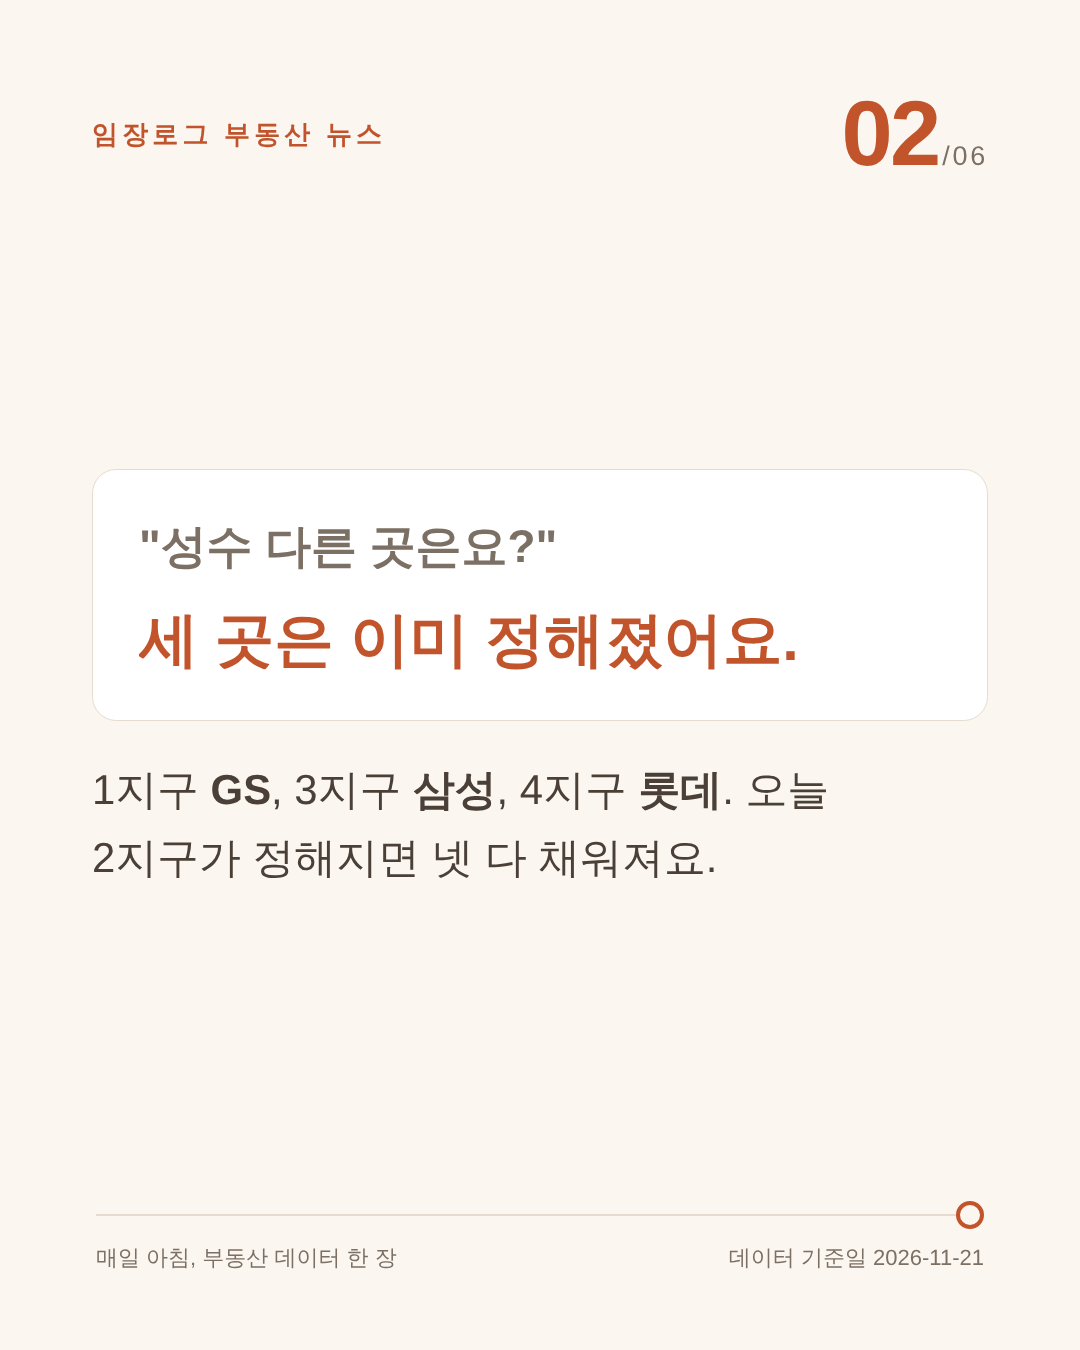 임장로그 부동산 뉴스
02/06
"성수 다른 곳은요?"
세 곳은 이미 정해졌어요.
1지구 GS, 3지구 삼성, 4지구 롯데. 오늘
2지구가 정해지면 넷 다 채워져요.
매일 아침, 부동산 데이터 한 장
데이터 기준일 2026-11-21